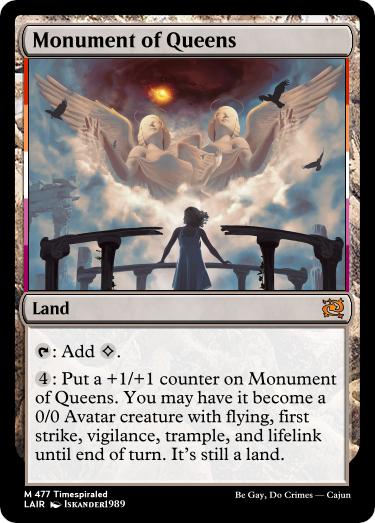 Monument of Queens
Land
: Add .
4: Put a +1/+1 counter on Monument
of Queens. You may have it become a
0/0 Avatar creature with flying, first
strike, vigilance, trample, and lifelink
until end of turn. It's still a land.
M 477 Timespiraled
LAIR Iskander1989
Be Gay, Do Crimes — Cajun